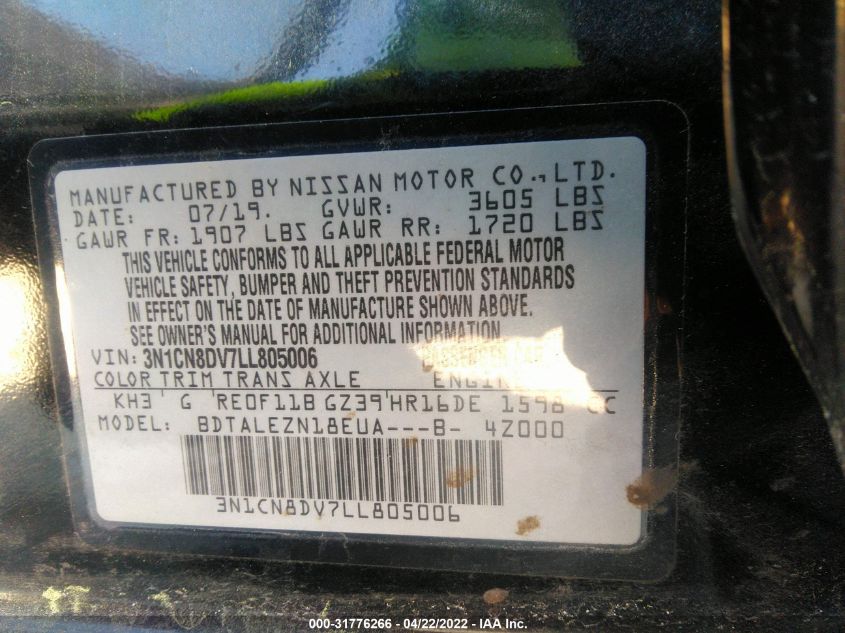 MANUFACTURED BY NISSAN MOTOR CO., LTD.
DATE: 07/19. GVWR: 3605 LBS
GAWR FR: 1907 LBS GAWR RR: 1720 LBS
THIS VEHICLE CONFORMS TO ALL APPLICABLE FEDERAL MOTOR
VEHICLE SAFETY, BUMPER AND THEFT PREVENTION STANDARDS
IN EFFECT ON THE DATE OF MANUFACTURE SHOWN ABOVE.
SEE OWNER'S MANUAL FOR ADDITIONAL INFORMATION.
VIN: 3N1CN8DV7LL805006 PASSENGER CAR
COLOR TRIM TRANS AXLE ENGINE
KH3 G RE0F11B GZ39 HR16DE 1598 CC
MODEL: BDTALEZN18EUA---B- 4Z000
3N1CN8DV7LL805006
000-31776266 - 04/22/2022 - IAA Inc.